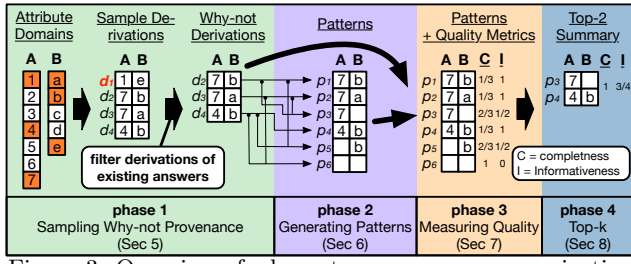 Attribute Domains
Sample De-rivations
Why-not Derivations
Patterns
Patterns + Quality Metrics
Top-2 Summary
A B
1 a
2 b
3 c
4 d
5 e
6
7
A B
d1 1 e
d2 7 b
d3 7 a
d4 4 b
filter derivations of existing answers
A B
d2 7 b
d3 7 a
d4 4 b
A B
p1 7 b
p2 7 a
p3 7
p4 4 b
p5 b
p6
A B C I
p1 7 b 1/3 1
p2 7 a 1/3 1
p3 7 2/3 1/2
p4 4 b 1/3 1
p5 b 2/3 1/2
p6 1 0
A B C I
p3 7
p4 4 b
1 3/4
C = completness
I = Informativeness
phase 1
Sampling Why-not Provenance
(Sec 5)
phase 2
Generating Patterns
(Sec 6)
phase 3
Measuring Quality
(Sec 7)
phase 4
Top-k
(Sec 8)